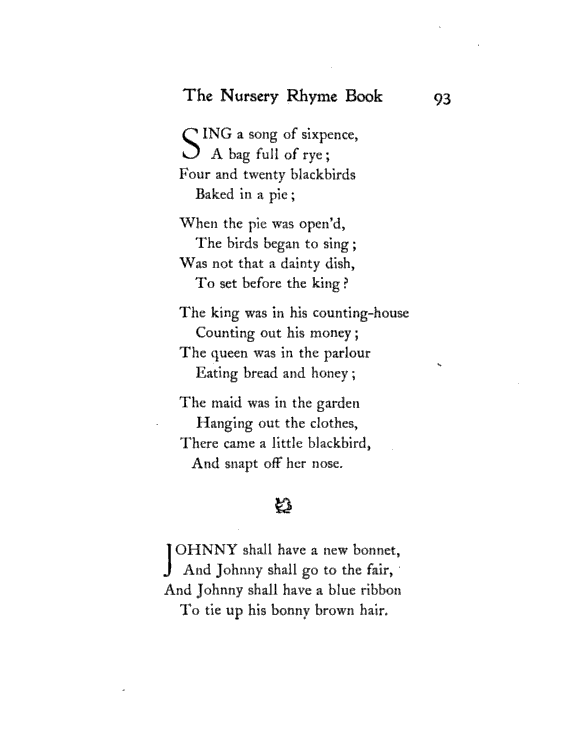 The Nursery Rhyme Book 93
SING a song of sixpence,
A bag full of rye;
Four and twenty blackbirds
Baked in a pie;
When the pie was open'd,
The birds began to sing;
Was not that a dainty dish,
To set before the king?
The king was in his counting-house
Counting out his money;
The queen was in the parlour
Eating bread and honey;
The maid was in the garden
Hanging out the clothes,
There came a little blackbird,
And snapt off her nose.
JOHNNY shall have a new bonnet,
And Johnny shall go to the fair,
And Johnny shall have a blue ribbon
To tie up his bonny brown hair.